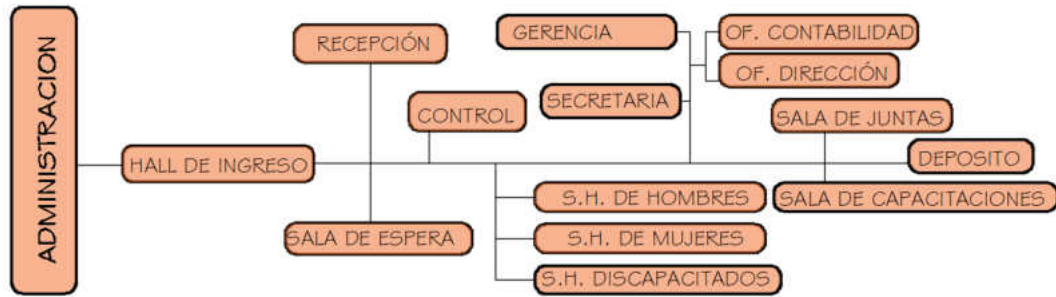 ADMINISTRACION
RECEPCIÓN
GERENCIA
OF. CONTABILIDAD
OF. DIRECCIÓN
SECRETARIA
CONTROL
SALA DE JUNTAS
HALL DE INGRESO
DEPOSITO
S.H. DE HOMBRES
SALA DE CAPACITACIONES
SALA DE ESPERA
S.H. DE MUJERES
S.H. DISCAPACITADOS